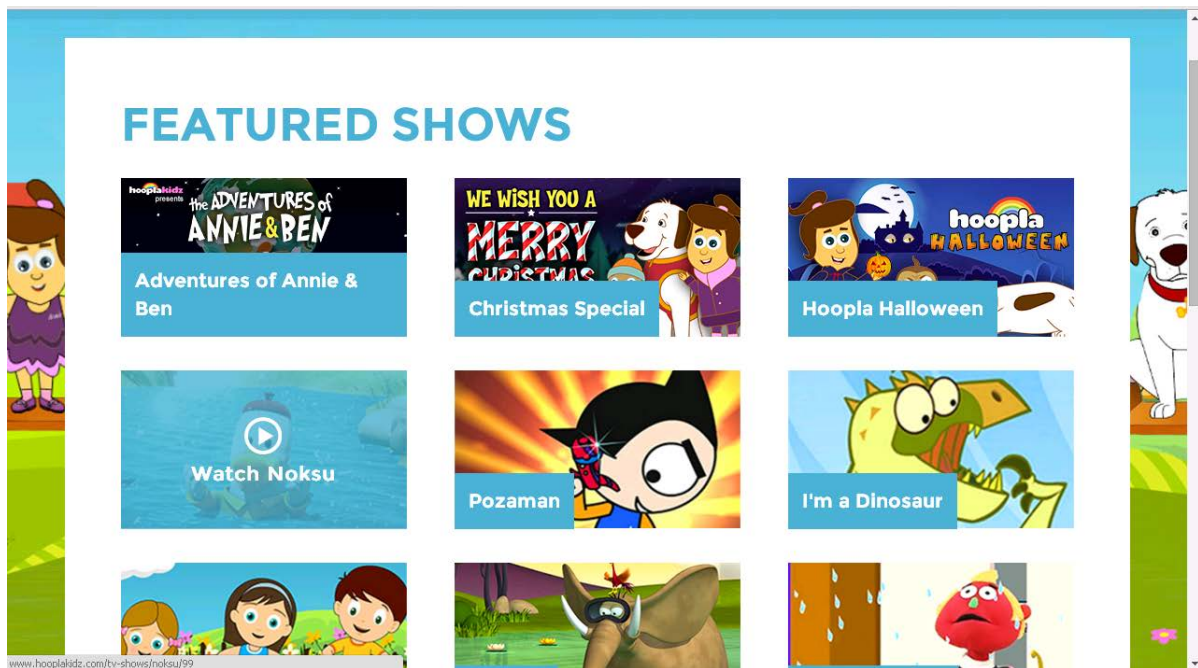 FEATURED SHOWS
hooplakidz
presents
the ADVENTURES of
ANNIE & BEN
Adventures of Annie &
Ben
WE WISH YOU A
MERRY
CHRISTMAS
Christmas Special
hoopla
HALLOWEEN
Hoopla Halloween
Watch Noksu
Pozaman
I'm a Dinosaur
www.hooplakidz.com/tv-shows/noksu/99